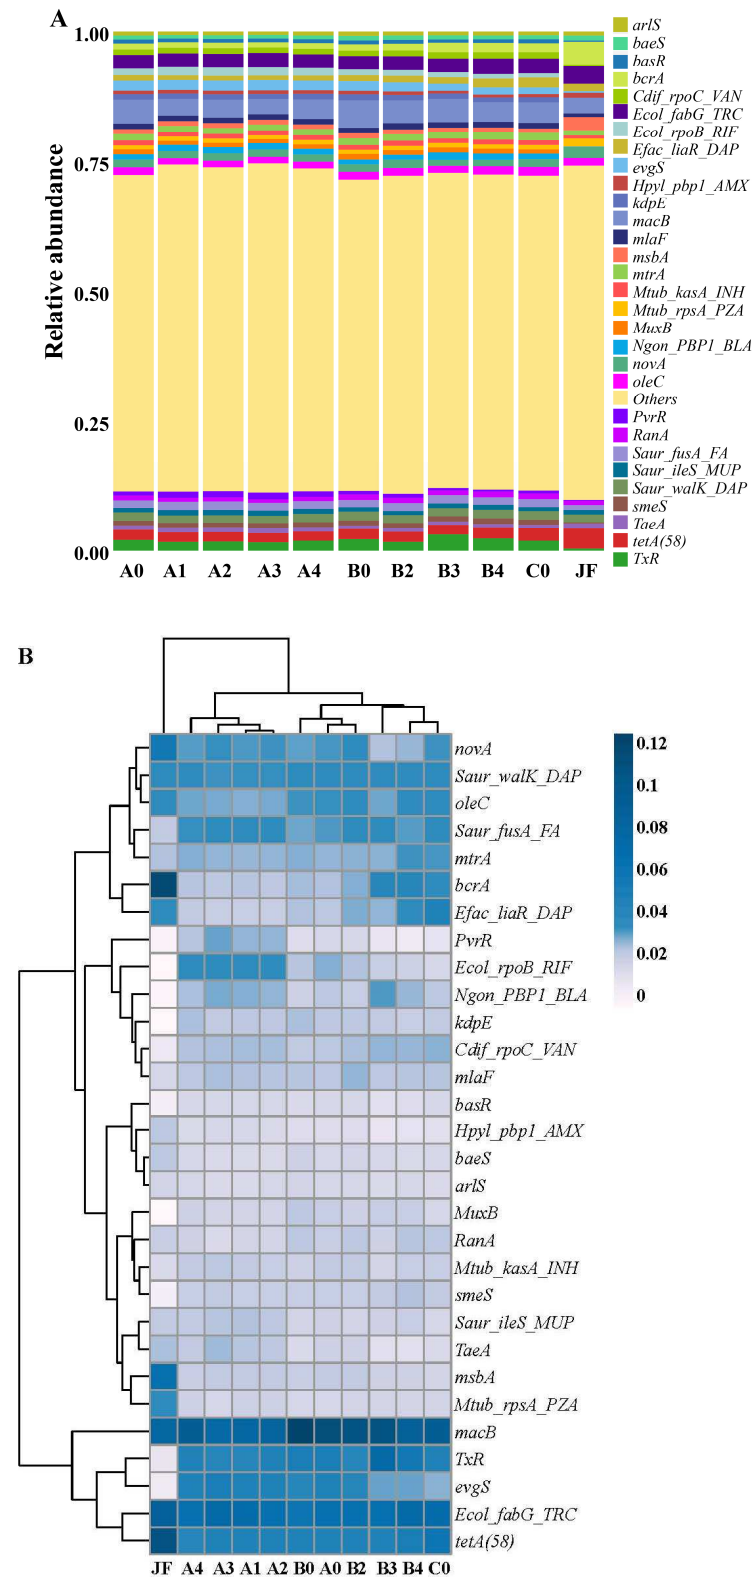 A
Relative abundance
1.00
0.75
0.50
0.25
0.00
A0 A1 A2 A3 A4 B0 B2 B3 B4 C0 JF
arlS
baeS
basR
bcrA
Cdif_rpoC_VAN
Ecol_fabG_TRC
Ecol_rpoB_RIF
Efac_liaR_DAP
evgS
Hpyl_pbp1_AMX
kdpE
macB
mlaF
msbA
mtrA
Mtub_kasA_INH
Mtub_rpsA_PZA
MuxB
Ngon_PBP1_BLA
novA
oleC
Others
PvrR
RanA
Saur_fusA_FA
Saur_ileS_MUP
Saur_walK_DAP
smeS
TaeA
tetA(58)
TxR
B
novA
Saur_walK_DAP
oleC
Saur_fusA_FA
mtrA
bcrA
Efac_liaR_DAP
PvrR
Ecol_rpoB_RIF
Ngon_PBP1_BLA
kdpE
Cdif_rpoC_VAN
mlaF
basR
Hpyl_pbp1_AMX
baeS
arlS
MuxB
RanA
Mtub_kasA_INH
smeS
Saur_ileS_MUP
TaeA
msbA
Mtub_rpsA_PZA
macB
TxR
evgS
Ecol_fabG_TRC
tetA(58)
JF A4 A3 A1 A2 B0 A0 B2 B3 B4 C0
0.12
0.1
0.08
0.06
0.04
0.02
0